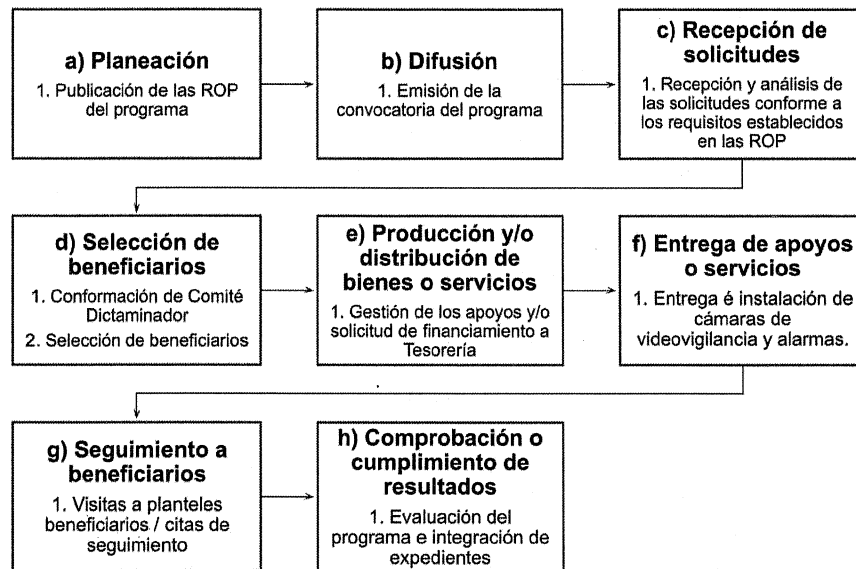 a) Planeación
1. Publicación de las ROP
del programa
b) Difusión
1. Emisión de la
convocatoria del programa
c) Recepción de
solicitudes
1. Recepción y análisis de
las solicitudes conforme a
los requisitos establecidos
en las ROP
d) Selección de
beneficiarios
1. Conformación de Comité
Dictaminador
2. Selección de beneficiarios
e) Producción y/o
distribución de
bienes o servicios
1. Gestión de los apoyos y/o
solicitud de financiamiento a
Tesorería
f) Entrega de apoyos
o servicios
1. Entrega é instalación de
cámaras de
videovigilancia y alarmas.
g) Seguimiento a
beneficiarios
1. Visitas a planteles
beneficiarios / citas de
seguimiento
h) Comprobación o
cumplimiento de
resultados
1. Evaluación del
programa e integración de
expedientes